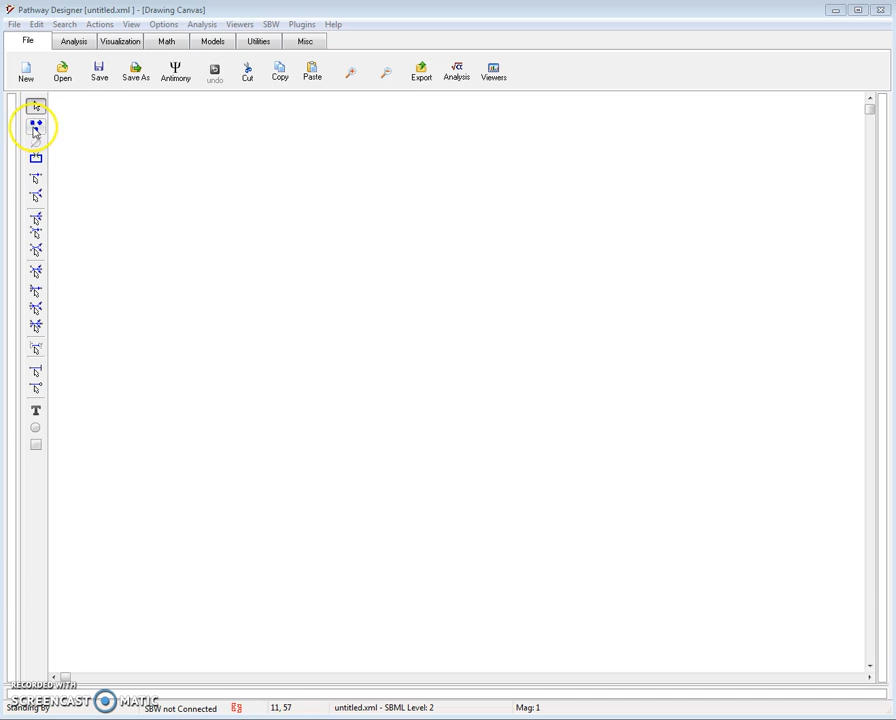 Pathway Designer [untitled.xml ] - [Drawing Canvas]
File Edit Search Actions View Options Analysis Viewers SBW Plugins Help
File Analysis Visualization Math Models Utilities Misc
New Open Save Save As Antimony undo Cut Copy Paste Export Analysis Viewers
T
RECORDED WITH
SCREENCAST MATIC
Standing By SBW not Connected 11, 57 untitled.xml - SBML Level: 2 Mag: 1